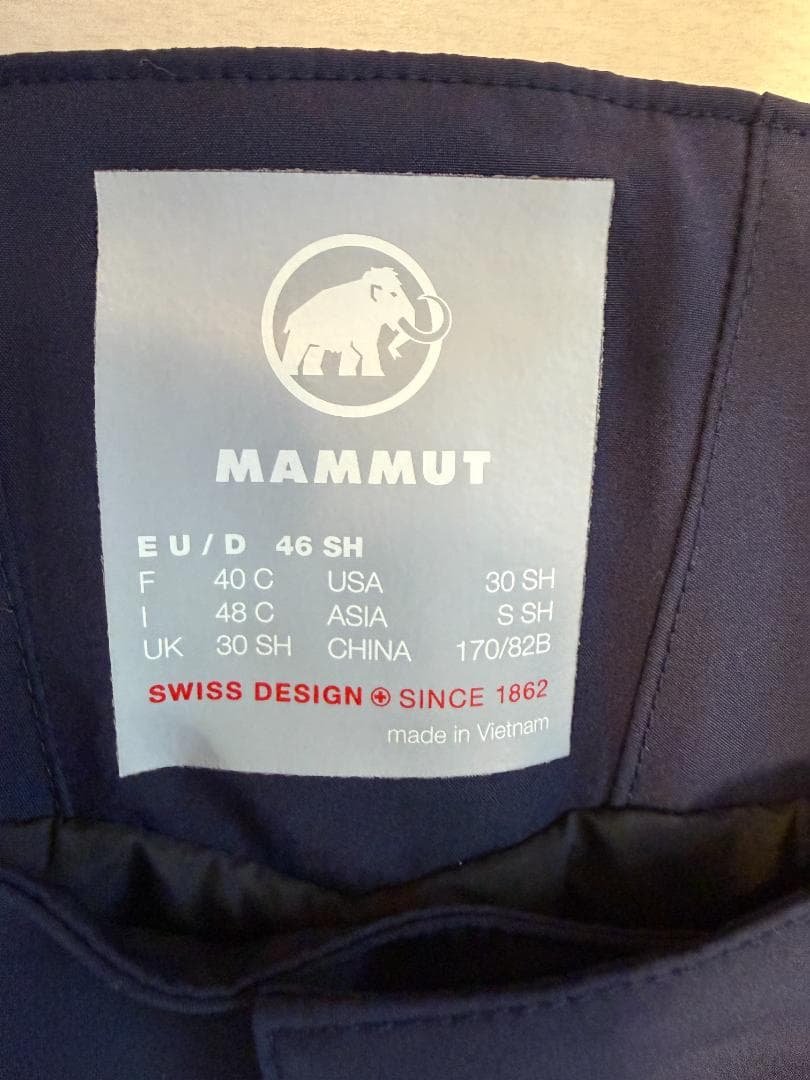 MAMMUT
EU/D 46 SH
F 40 C USA 30 SH
I 48 C ASIA S SH
UK 30 SH CHINA 170/82B
SWISS DESIGN SINCE 1862
made in Vietnam